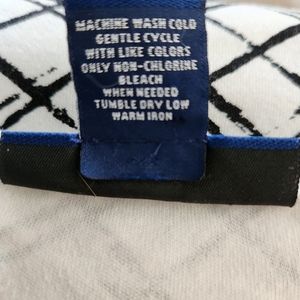 MACHINE WASH COLD
GENTLE CYCLE
WITH LIKE COLORS
ONLY NON-CHLORINE
BLEACH
WHEN NEEDED
TUMBLE DRY LOW
WARM IRON